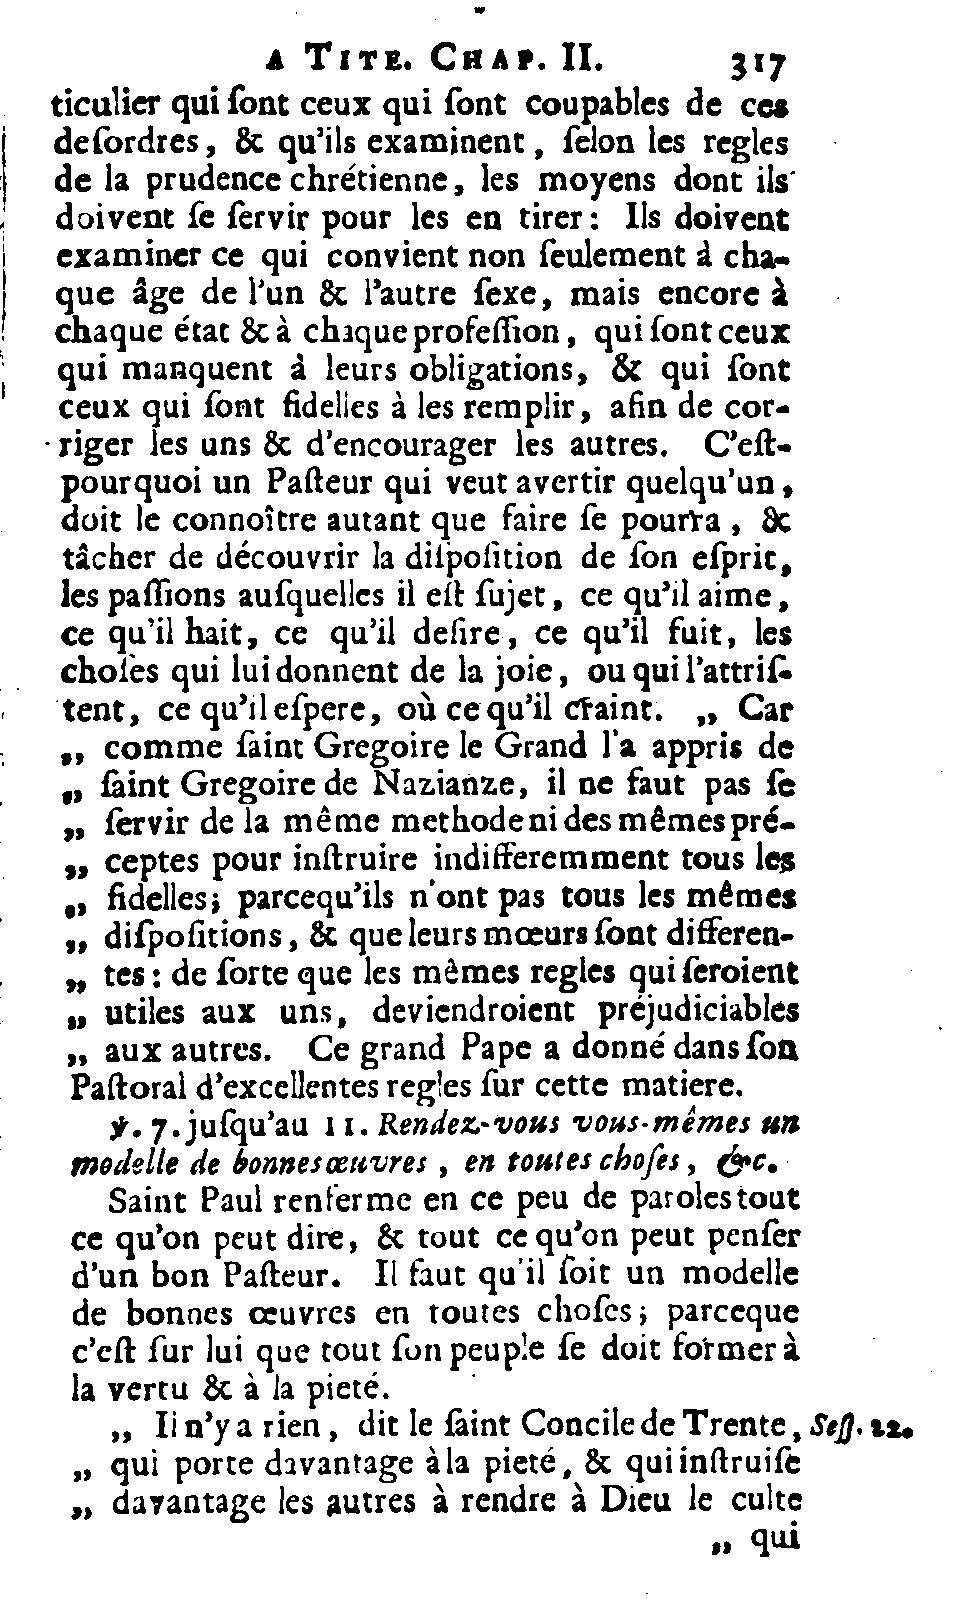 A TITE. CHAP. II. 317
ticulier qui ſont ceux qui ſont coupables de ces
deſordres, & qu'ils examinent, ſelon les regles
de la prudence chrétienne, les moyens dont ils
doivent ſe ſervir pour les en tirer: Ils doivent
examiner ce qui convient non ſeulement à cha-
que âge de l'un & l'autre ſexe, mais encore à
chaque état & à chaque profeſſion, qui ſont ceux
qui manquent à leurs obligations, & qui ſont
ceux qui ſont fidelles à les remplir, afin de cor-
riger les uns & d'encourager les autres. C'eſt-
pourquoi un Paſteur qui veut avertir quelqu'un,
doit le connoître autant que faire ſe pourra, &
tâcher de découvrir la diſpoſition de ſon eſprit,
les paſſions auſquelles il eſt ſujet, ce qu'il aime,
ce qu'il hait, ce qu'il deſire, ce qu'il fuit, les
choſes qui lui donnent de la joie, ou qui l'attriſ-
tent, ce qu'il eſpere, où ce qu'il craint. „ Car
„ comme ſaint Gregoire le Grand l'a appris de
„ ſaint Gregoire de Nazianze, il ne faut pas ſe
„ ſervir de la même methode ni des mêmes pré-
„ ceptes pour inſtruire indifferemment tous les
„ fidelles; parcequ'ils n'ont pas tous les mêmes
„ diſpoſitions, & que leurs mœurs ſont differen-
„ tes: de ſorte que les mêmes regles qui ſeroient
„ utiles aux uns, deviendroient préjudiciables
„ aux autres. Ce grand Pape a donné dans ſon
Paſtoral d'excellentes regles ſur cette matiere.
℣. 7. juſqu'au 11. Rendez-vous vous-mêmes un
modelle de bonnes œuvres, en toutes choſes, &c.
Saint Paul renferme en ce peu de paroles tout
ce qu'on peut dire, & tout ce qu'on peut penſer
d'un bon Paſteur. Il faut qu'il ſoit un modelle
de bonnes œuvres en toutes choſes; parceque
c'eſt ſur lui que tout ſon peuple ſe doit former à
la vertu & à la pieté.
„ Il n'y a rien, dit le ſaint Concile de Trente, Seſſ. 22.
„ qui porte davantage à la pieté, & qui inſtruiſe
„ davantage les autres à rendre à Dieu le culte
„ qui